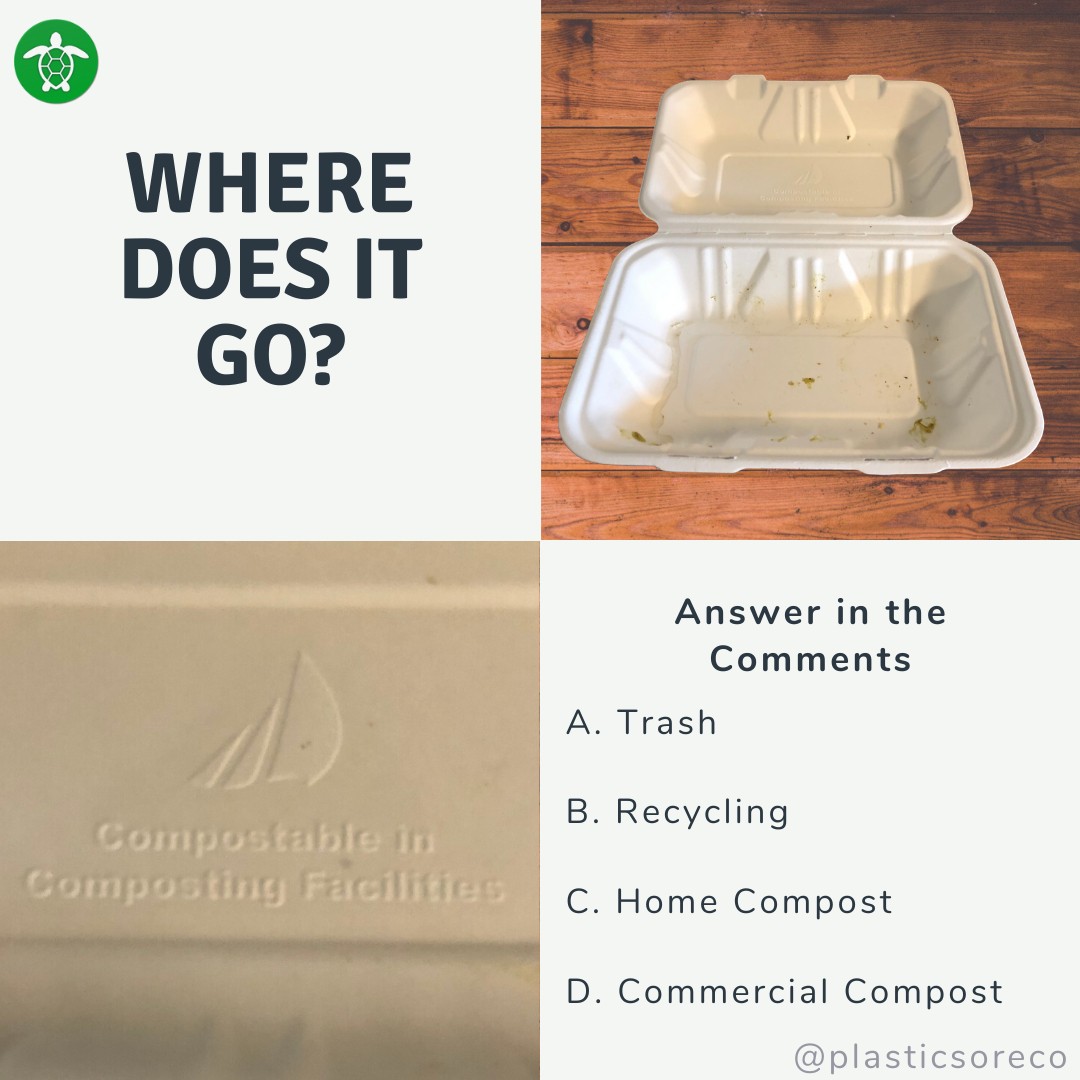 WHERE
DOES IT
GO?
Compostable in
Composting Facilities
Answer in the
Comments
A. Trash
B. Recycling
C. Home Compost
D. Commercial Compost
@plasticsoreco